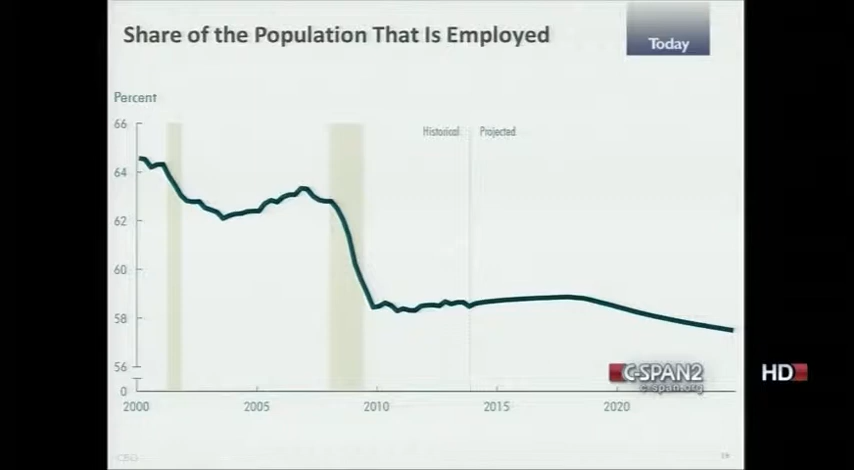 Share of the Population That Is Employed
Today
Percent
66
Historical
Projected
64
62
60
58
56
0
2000
2005
2010
2015
2020
C-SPAN2
c-span.org
HD
CBO